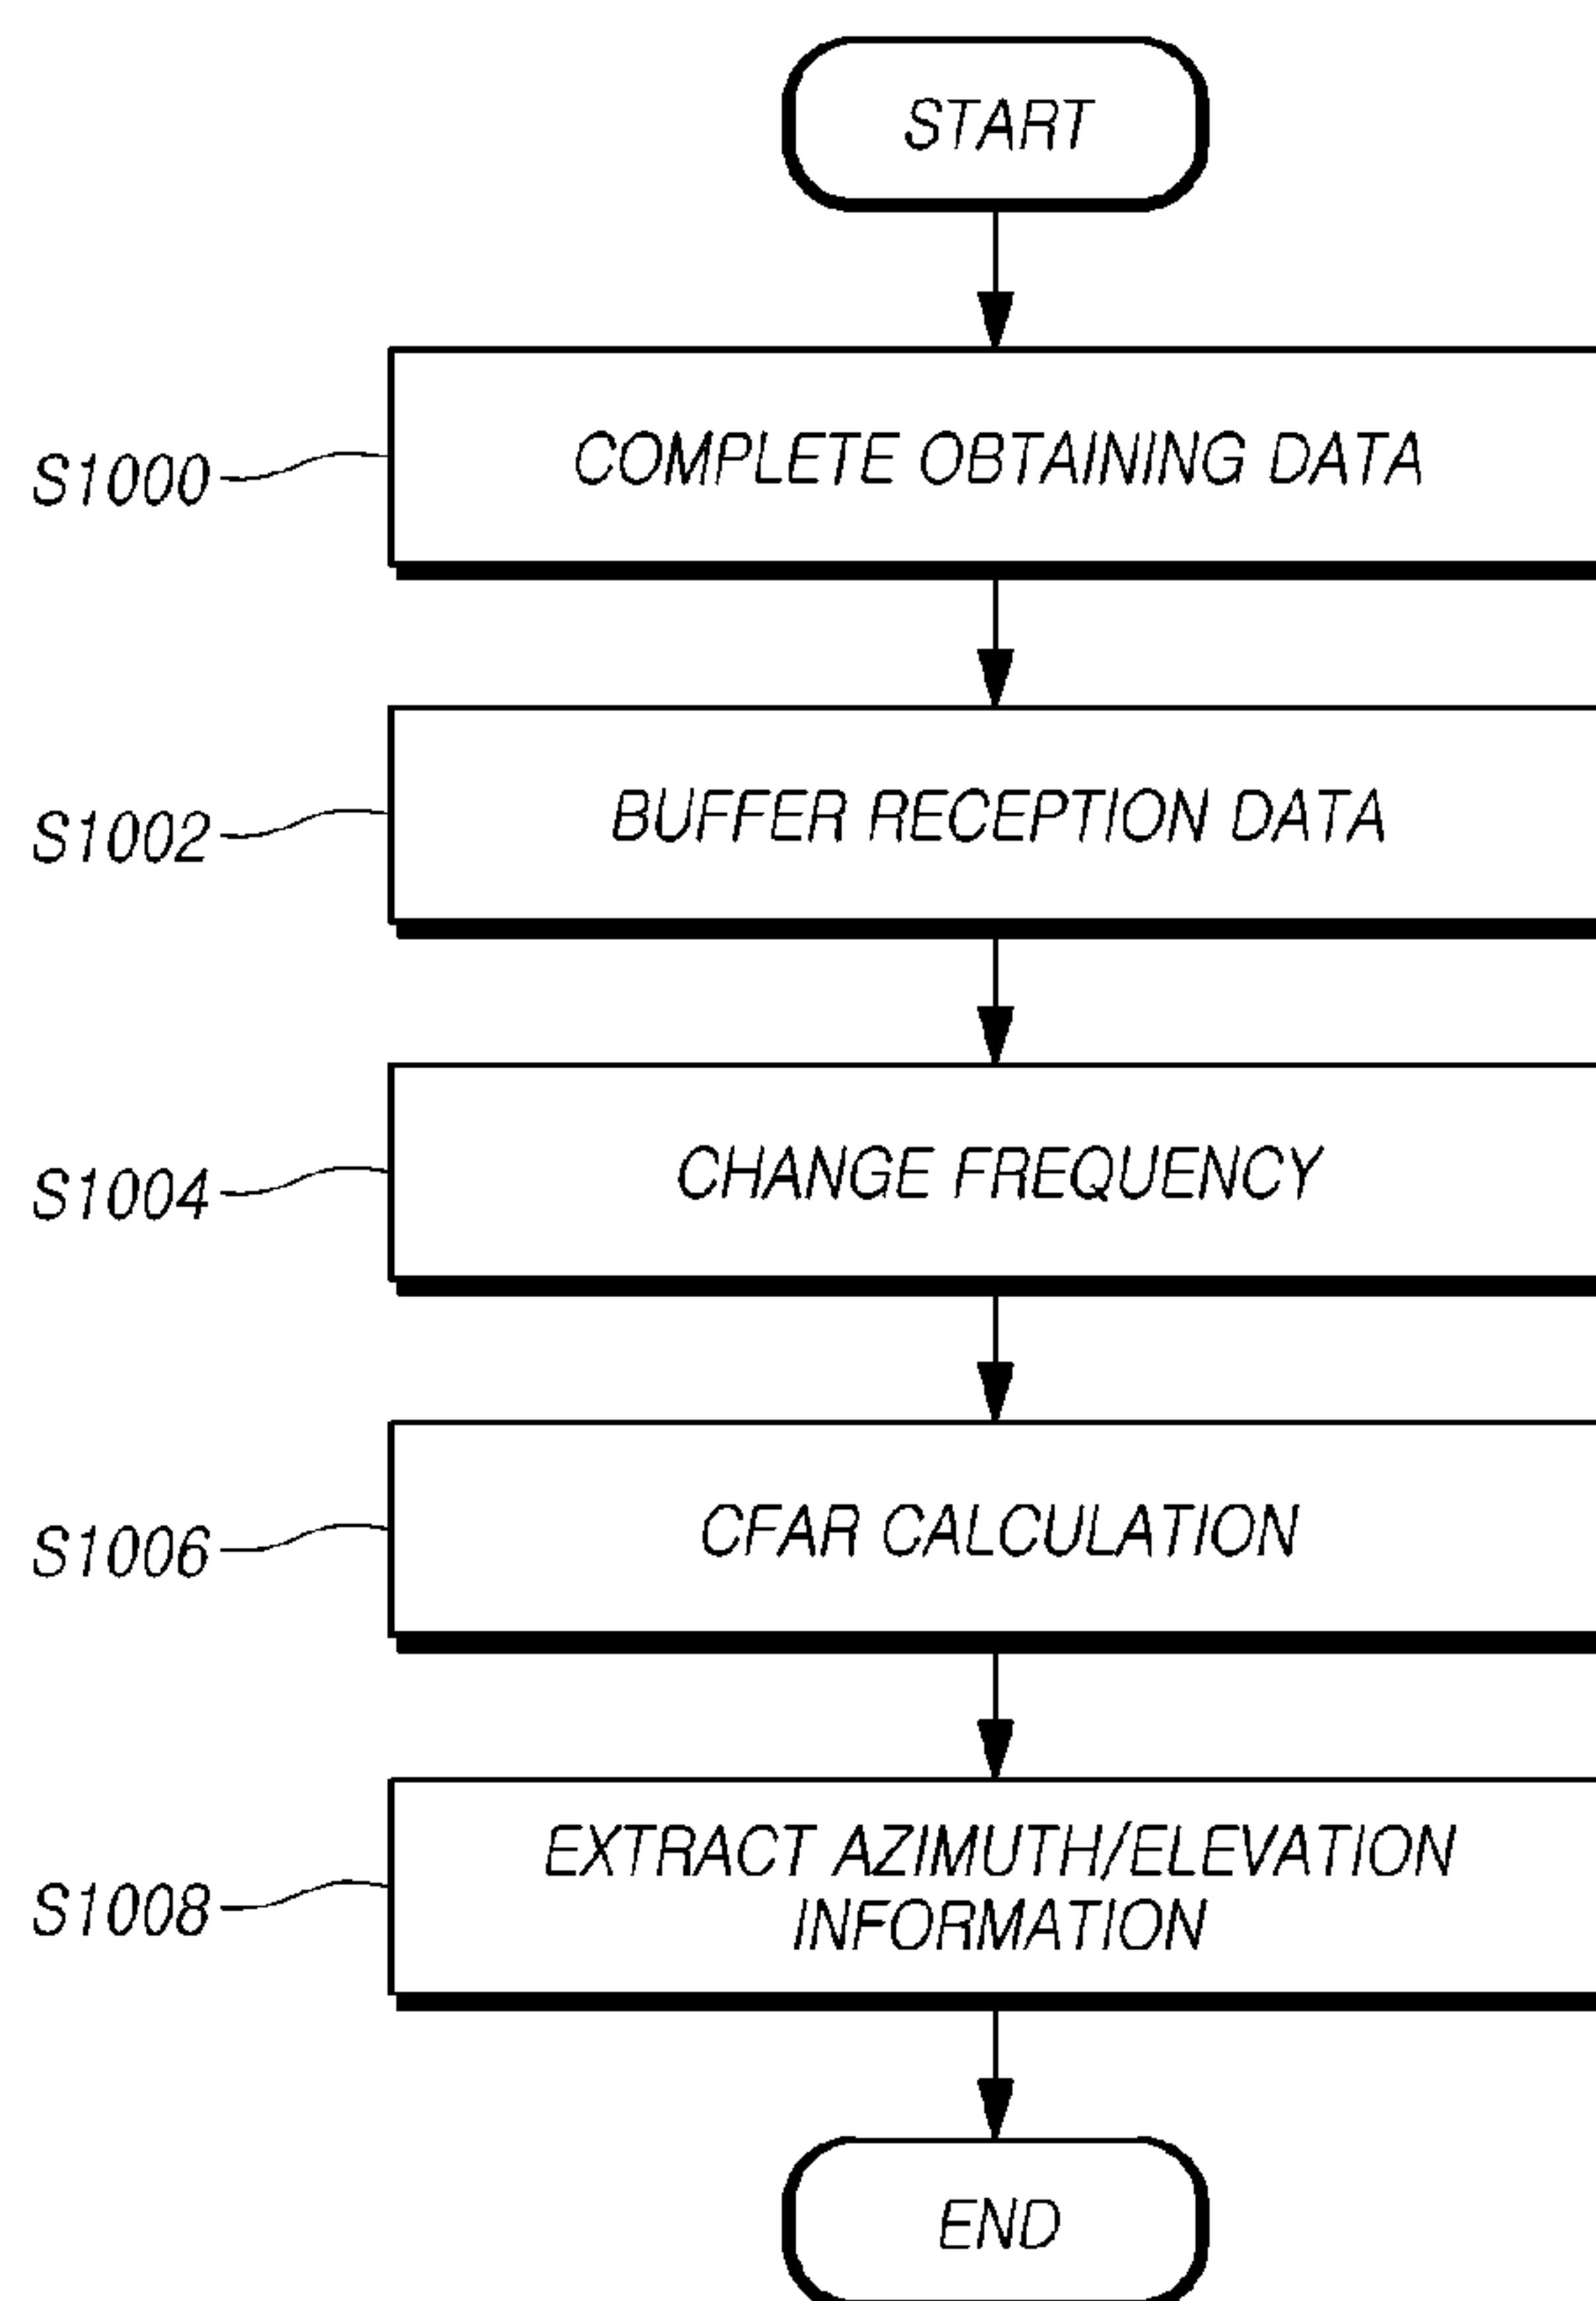 START
S1000
COMPLETE OBTAINING DATA
S1002
BUFFER RECEPTION DATA
S1004
CHANGE FREQUENCY
S1006
CFAR CALCULATION
S1008
EXTRACT AZIMUTH/ELEVATION
INFORMATION
END